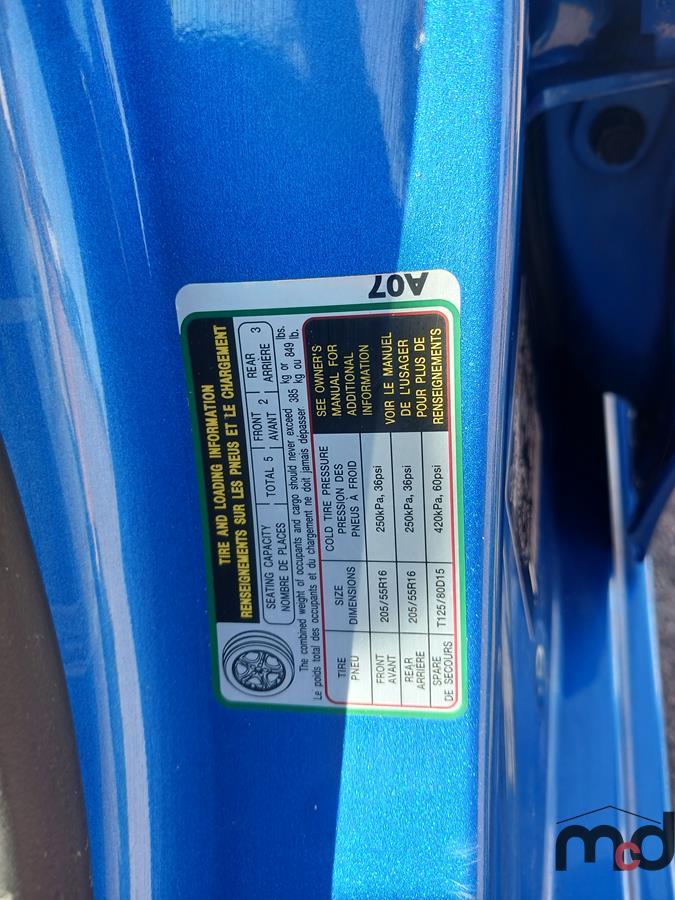 TIRE AND LOADING INFORMATION
RENSEIGNEMENTS SUR LES PNEUS ET LE CHARGEMENT
SEATING CAPACITY TOTAL 5 FRONT 2 REAR 3
NOMBRE DE PLACES AVANT ARRIÈRE
The combined weight of occupants and cargo should never exceed 385 kg or 849 lbs.
Le poids total des occupants et du chargement ne doit jamais dépasser kg ou lb.
TIRE
PNEU
SIZE
DIMENSIONS
COLD TIRE PRESSURE
PRESSION DES
PNEUS À FROID
SEE OWNER'S
MANUAL FOR
ADDITIONAL
INFORMATION
VOIR LE MANUEL
DE L'USAGER
POUR PLUS DE
RENSEIGNEMENTS
FRONT
AVANT
205/55R16
250kPa, 36psi
REAR
ARRIÈRE
205/55R16
250kPa, 36psi
SPARE
DE SECOURS
T125/80D15
420kPa, 60psi
A07
mcd